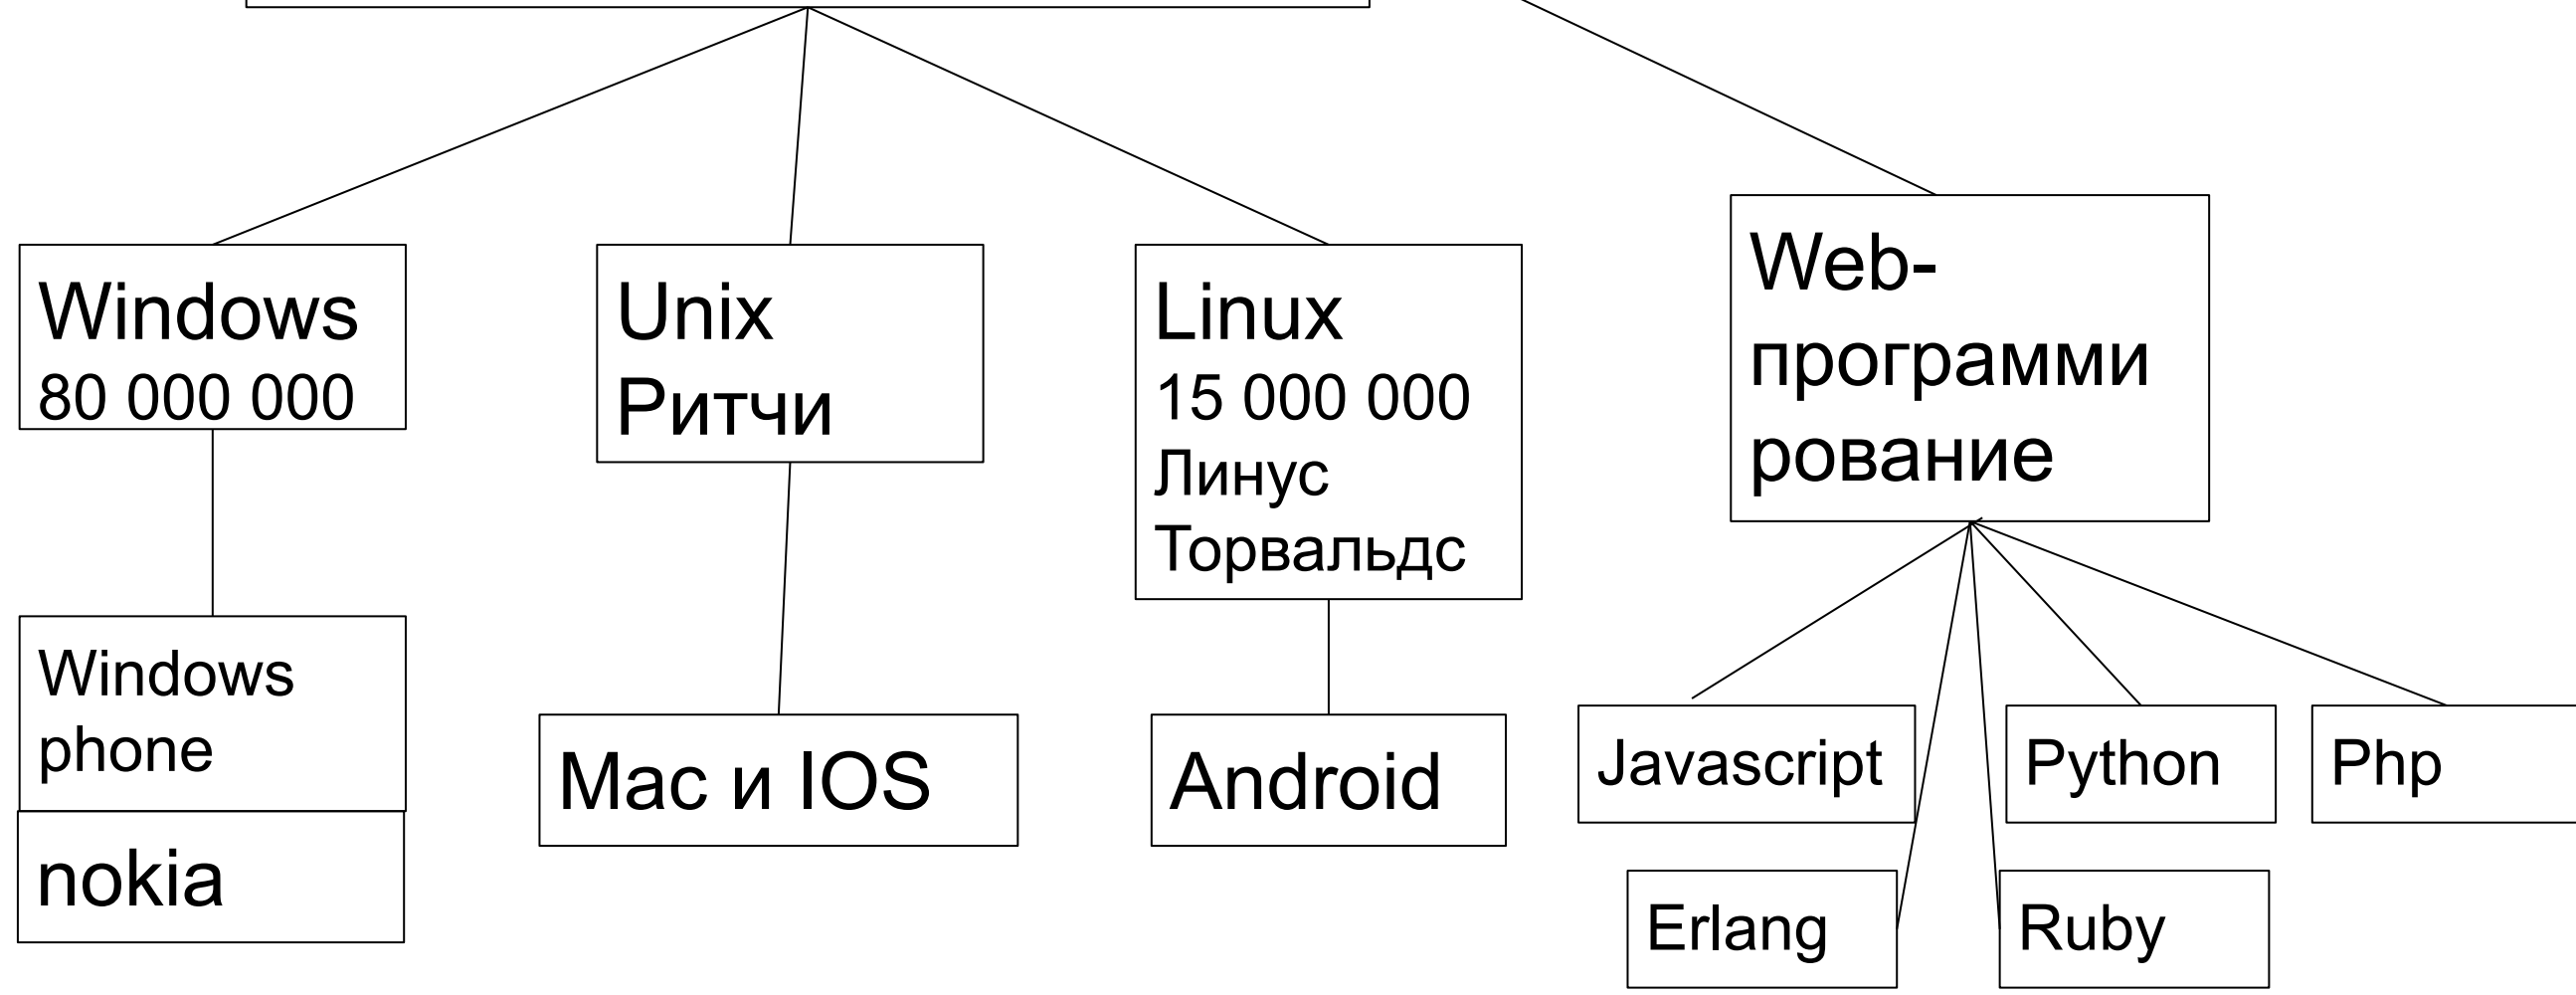 Windows
80 000 000
Unix
Ритчи
Linux
15 000 000
Линус
Торвальдс
Web-
программи
рование
Windows
phone
nokia
Mac и IOS
Android
Javascript
Python
Php
Erlang
Ruby